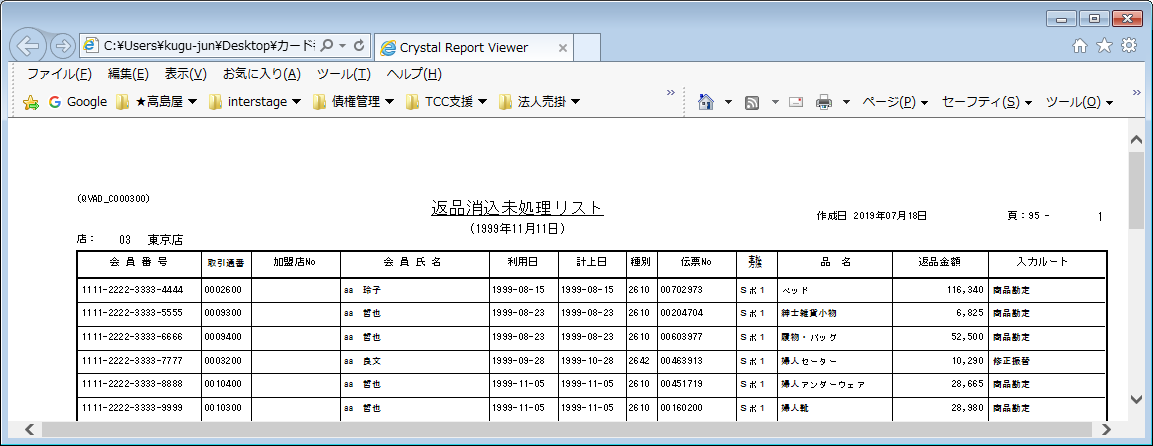 C:¥Users¥kugu-jun¥Desktop¥カード
Crystal Report Viewer
ファイル(F) 編集(E) 表示(V) お気に入り(A) ツール(T) ヘルプ(H)
Google ★高島屋 interstage 債権管理 TCC支援 法人売掛 » ページ(P) セーフティ(S) ツール(O) »
(QVAD_C000300)
返品消込未処理リスト
(1999年11月11日)
作成日 2019年07月18日 頁:95 - 1
店: 03 東京店
会員番号 取引通番 加盟店No 会員氏名 利用日 計上日 種別 伝票No 品名 返品金額 入力ルート
1111-2222-3333-4444 0002600 aa 玲子 1999-08-15 1999-08-15 2610 00702973 Sポ1 ベッド 116,340 商品勘定
1111-2222-3333-5555 0009300 aa 哲也 1999-08-23 1999-08-23 2610 00204704 Sポ1 紳士雑貨小物 6,825 商品勘定
1111-2222-3333-6666 0009400 aa 哲也 1999-08-23 1999-08-23 2610 00603977 Sポ1 履物・バッグ 52,500 商品勘定
1111-2222-3333-7777 0003200 aa 良文 1999-09-28 1999-10-28 2642 00463913 Sポ1 婦人セーター 10,290 修正振替
1111-2222-3333-8888 0010400 aa 哲也 1999-11-05 1999-11-05 2610 00451719 Sポ1 婦人アンダーウェア 28,665 商品勘定
1111-2222-3333-9999 0010300 aa 哲也 1999-11-05 1999-11-05 2610 00160200 Sポ1 婦人靴 28,980 商品勘定